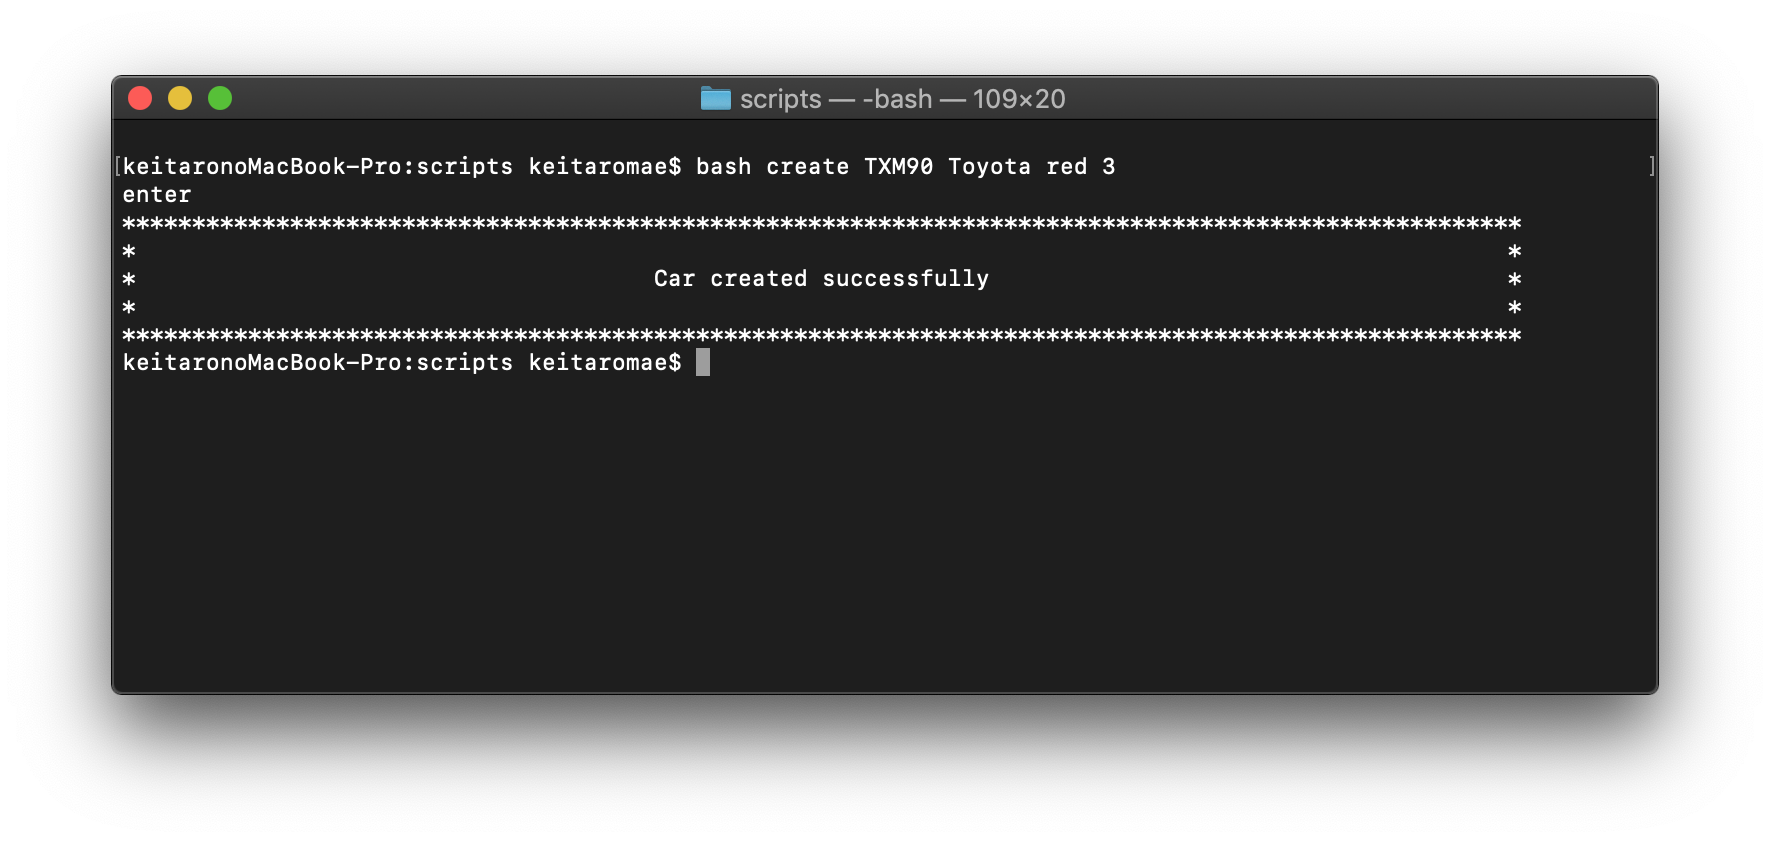 scripts — -bash — 109×20
[keitaronoMacBook-Pro:scripts keitaromae$ bash create TXM90 Toyota red 3 ]
enter
****************************************************************************************************
* *
* Car created successfully *
* *
****************************************************************************************************
keitaronoMacBook-Pro:scripts keitaromae$